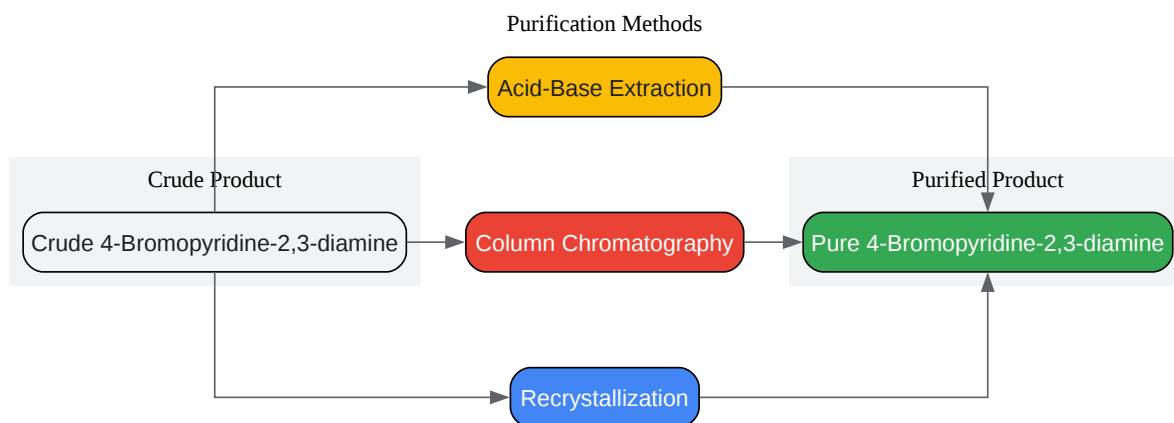 Purification Methods
Acid-Base Extraction
Crude Product
Purified Product
Crude 4-Bromopyridine-2,3-diamine
Column Chromatography
Pure 4-Bromopyridine-2,3-diamine
Recrystallization